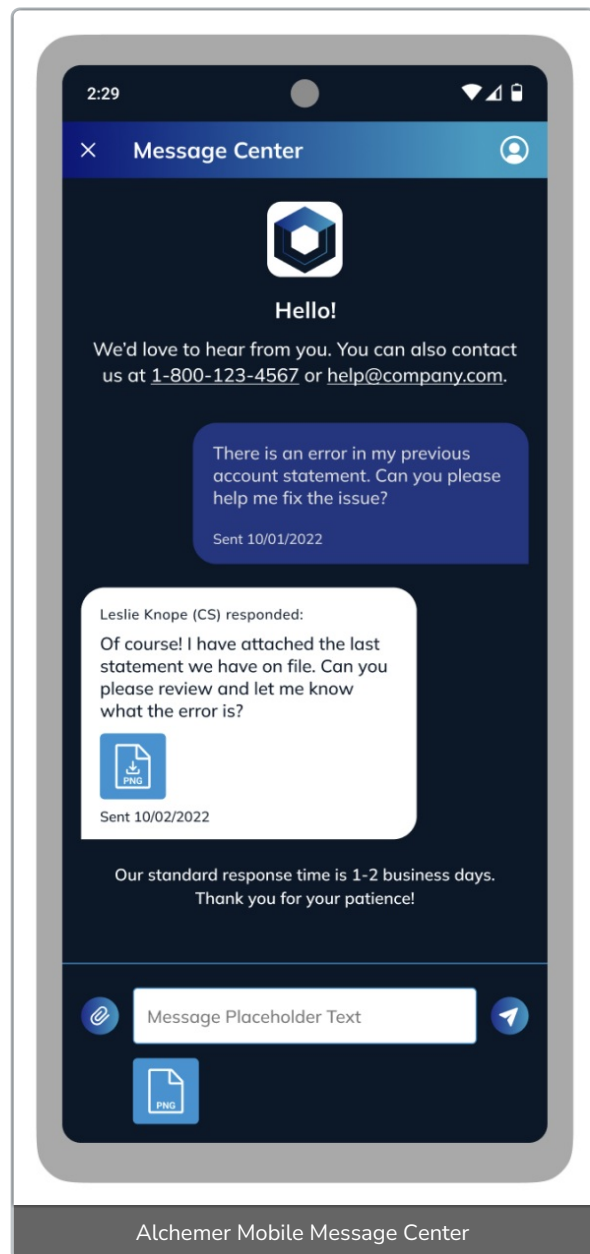 2:29
Message Center
Hello!
We'd love to hear from you. You can also contact
us at 1-800-123-4567 or help@company.com.
There is an error in my previous
account statement. Can you please
help me fix the issue?
Sent 10/01/2022
Leslie Knope (CS) responded:
Of course! I have attached the last
statement we have on file. Can you
please review and let me know
what the error is?
PNG
Sent 10/02/2022
Our standard response time is 1-2 business days.
Thank you for your patience!
Message Placeholder Text
PNG
Alchemer Mobile Message Center